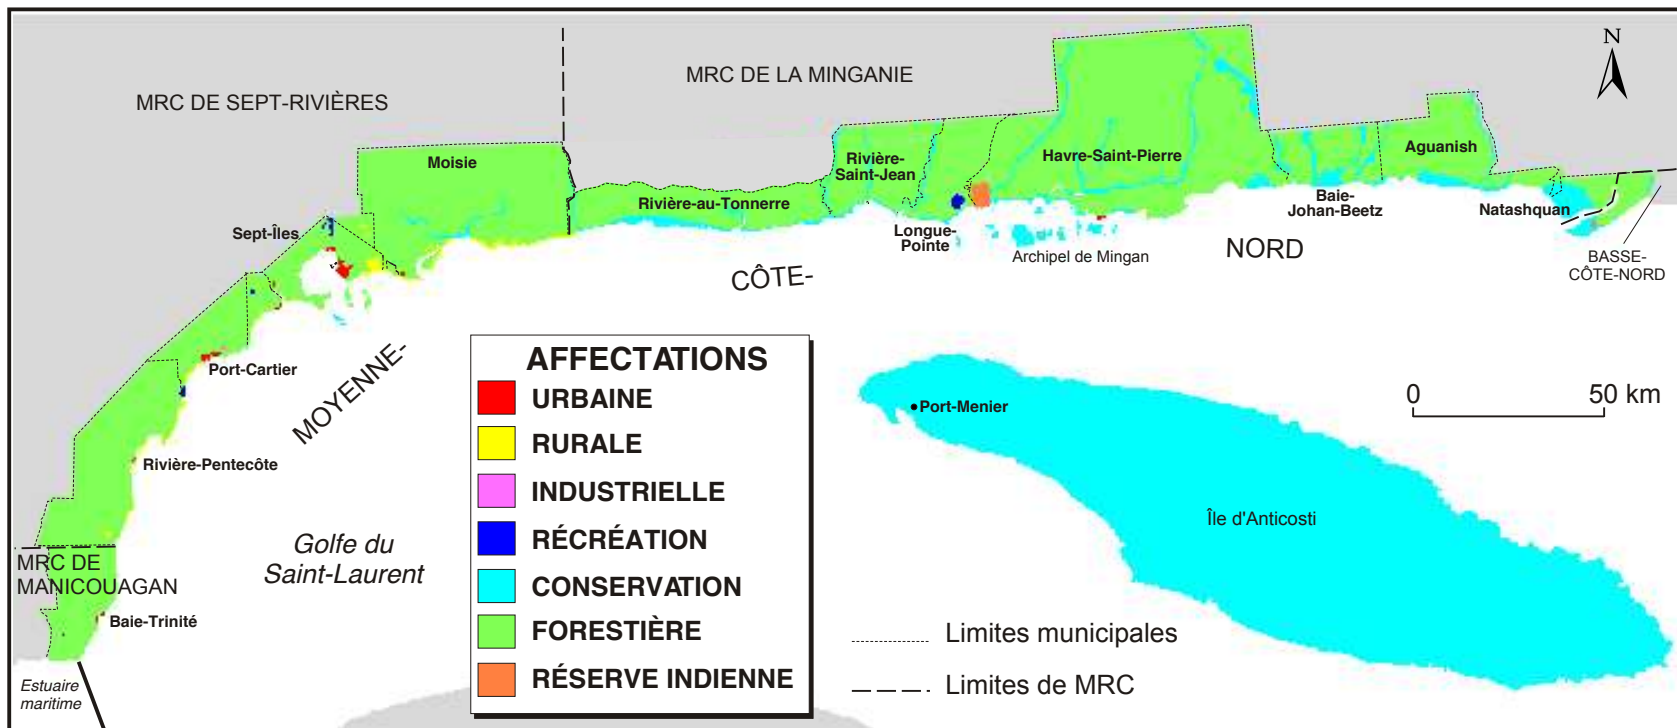 MRC DE SEPT-RIVIÈRES
MRC DE LA MINGANIE
N
Moisie
Rivière-
Saint-Jean
Havre-Saint-Pierre
Aguanish
Rivière-au-Tonnerre
Sept-Îles
Longue-
Pointe
Archipel de Mingan
Baie-
Johan-Beetz
Natashquan
BASSE-
CÔTE-NORD
MOYENNE-
CÔTE-
NORD
Port-Cartier
Rivière-Pentecôte
MRC DE
MANICOUAGAN
Baie-Trinité
Golfe du
Saint-Laurent
Estuaire
maritime
AFFECTATIONS
URBAINE
RURALE
INDUSTRIELLE
RÉCRÉATION
CONSERVATION
FORESTIÈRE
RÉSERVE INDIENNE
Port-Menier
Île d'Anticosti
0 50 km
Limites municipales
Limites de MRC